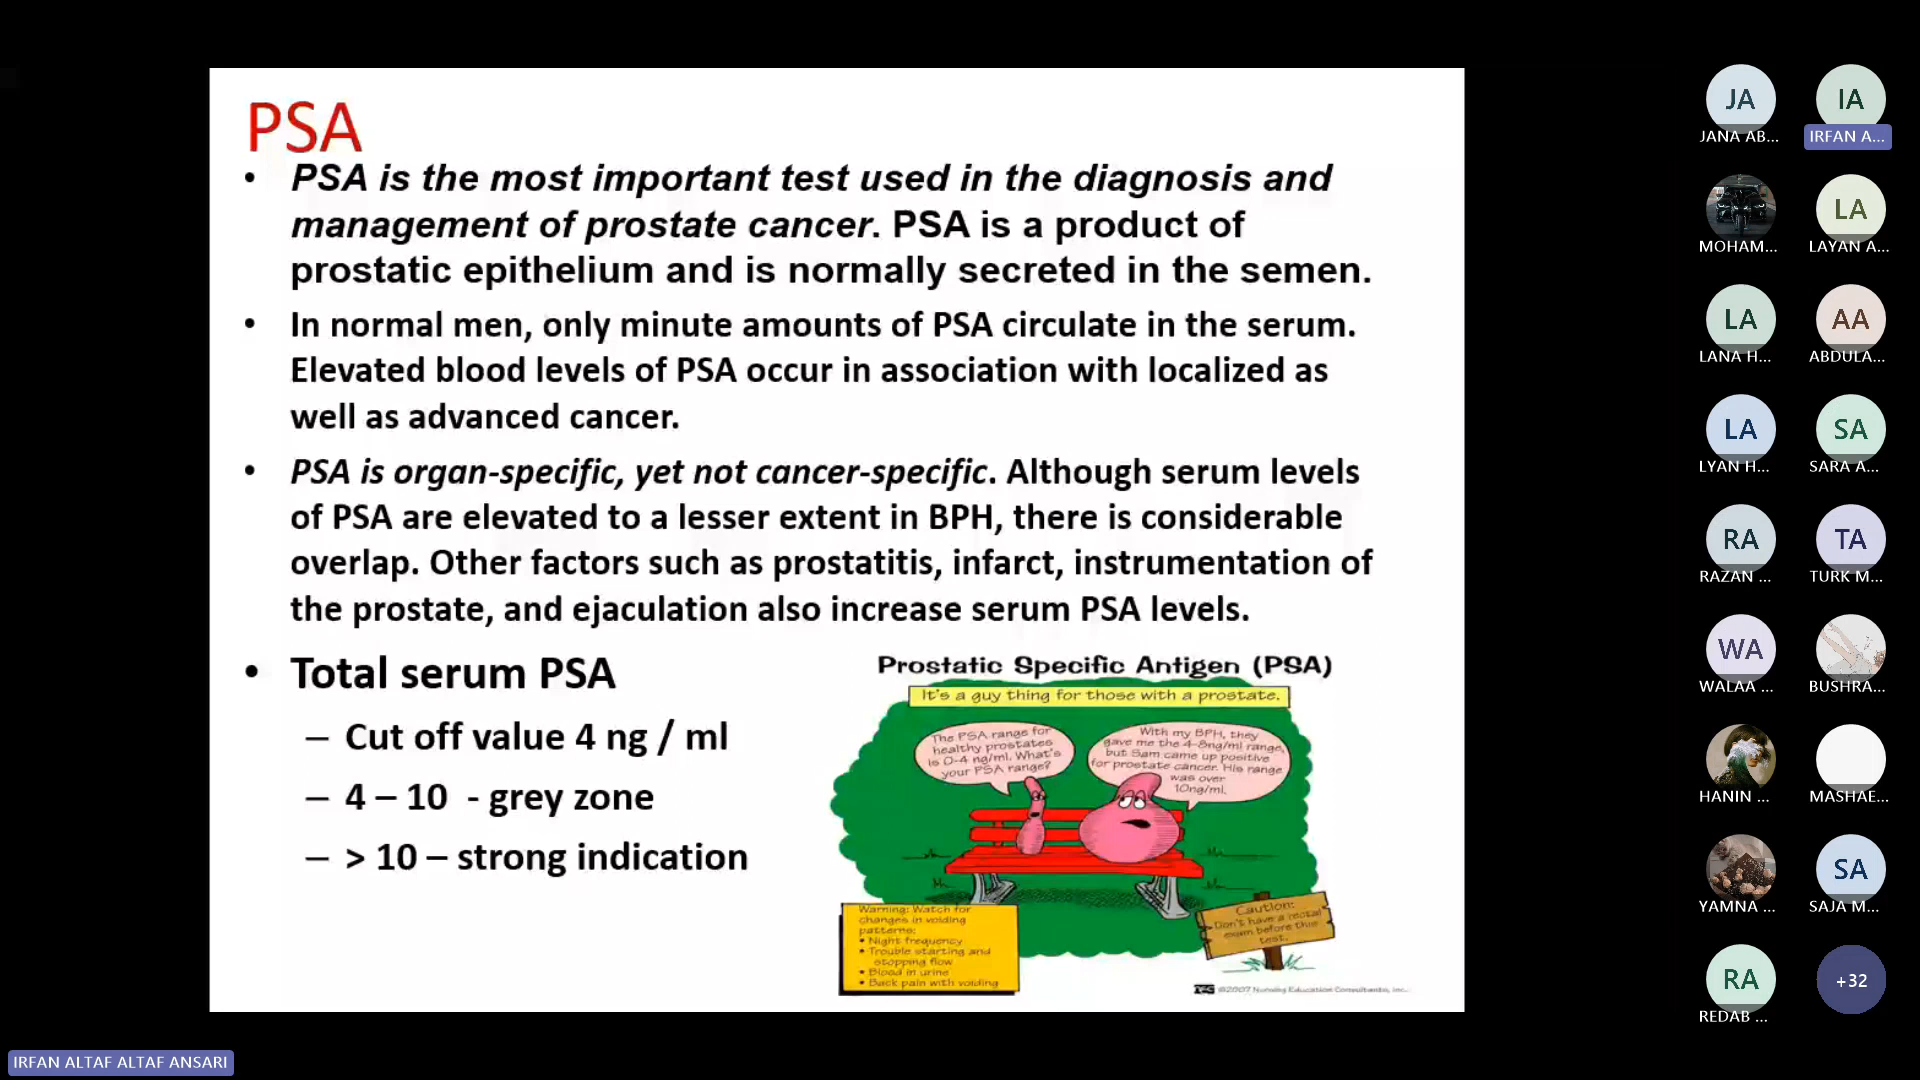 PSA
• PSA is the most important test used in the diagnosis and
management of prostate cancer. PSA is a product of
prostatic epithelium and is normally secreted in the semen.
• In normal men, only minute amounts of PSA circulate in the serum.
Elevated blood levels of PSA occur in association with localized as
well as advanced cancer.
• PSA is organ-specific, yet not cancer-specific. Although serum levels
of PSA are elevated to a lesser extent in BPH, there is considerable
overlap. Other factors such as prostatitis, infarct, instrumentation of
the prostate, and ejaculation also increase serum PSA levels.
• Total serum PSA
– Cut off value 4 ng / ml
– 4 – 10 - grey zone
– > 10 – strong indication
Prostatic Specific Antigen (PSA)
It's a guy thing for those with a prostate.
The PSA range for
healthy prostates
is 0-4 ng/ml. What's
your PSA range?
With my BPH, they
gave me the 4-8ng/ml range,
but Sam came up positive
for prostate cancer. His range
was over
10ng/ml.
Warning: Watch for
changes in voiding
patterns:
• Night frequency
• Trouble starting and
stopping flow
• Blood in urine
• Back pain with voiding
Caution:
Don't have a rectal
exam before this
test.
©2007 Nursing Education Consultants, Inc.
JA
JANA AB...
IA
IRFAN A...
MOHAM...
LA
LAYAN A...
LA
LANA H...
AA
ABDULA...
LA
LYAN H...
SA
SARA A...
RA
RAZAN ...
TA
TURK M...
WA
WALAA ...
BUSHRA...
HANIN ...
MASHAE...
YAMNA ...
SA
SAJA M...
RA
REDAB ...
+32
IRFAN ALTAF ALTAF ANSARI